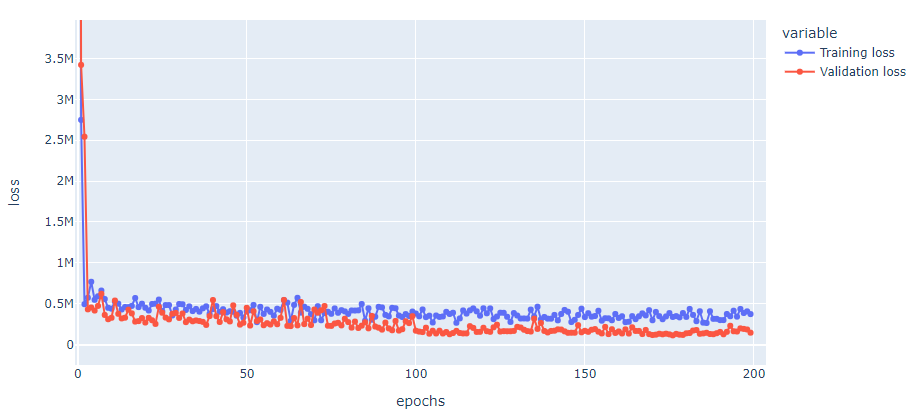 variable
Training loss
Validation loss
3.5M
3M
2.5M
2M
1.5M
1M
0.5M
0
loss
0
50
100
150
200
epochs